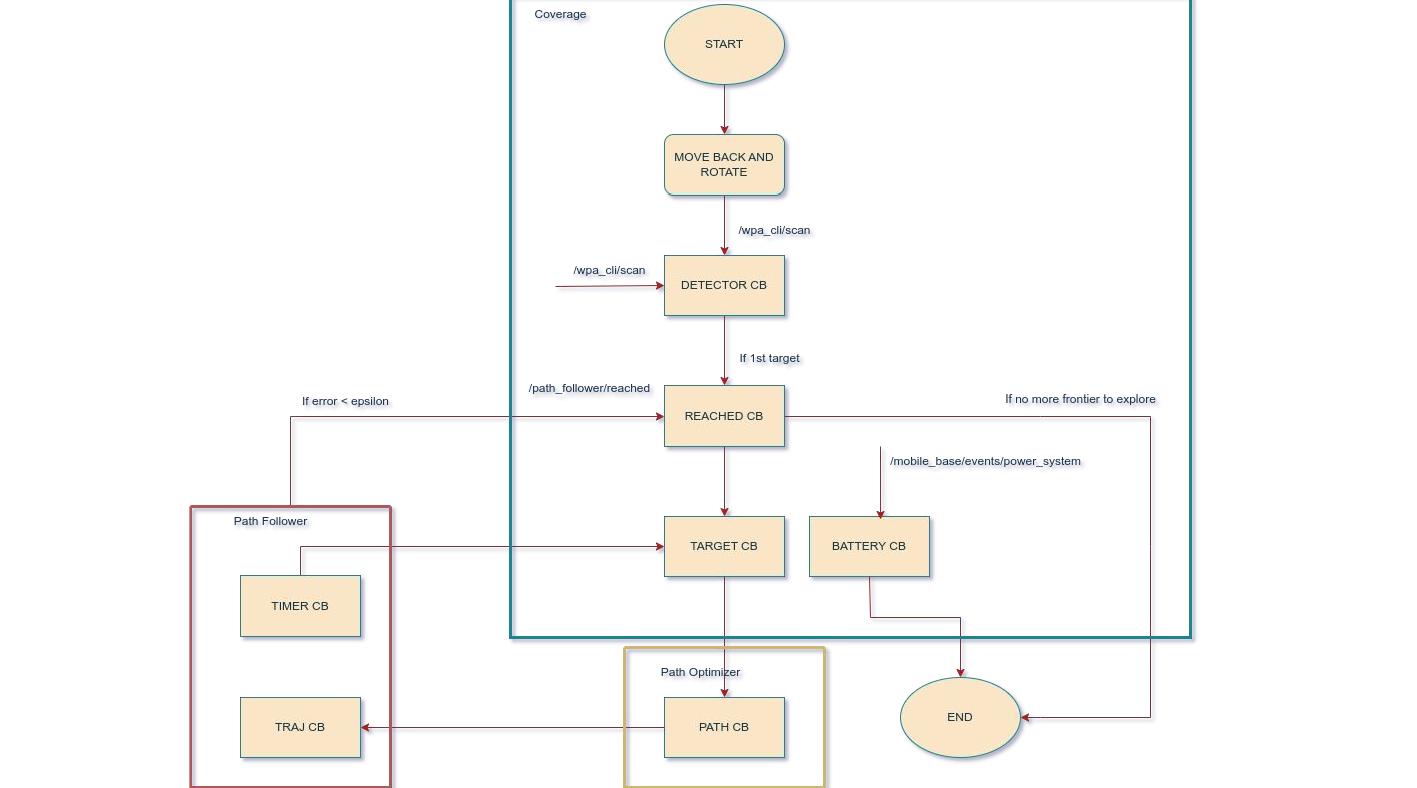 Coverage
START
MOVE BACK AND
ROTATE
/wpa_cli/scan
/wpa_cli/scan
DETECTOR CB
If 1st target
/path_follower/reached
If error < epsilon
If no more frontier to explore
REACHED CB
/mobile_base/events/power_system
Path Follower
TARGET CB
BATTERY CB
TIMER CB
Path Optimizer
TRAJ CB
PATH CB
END